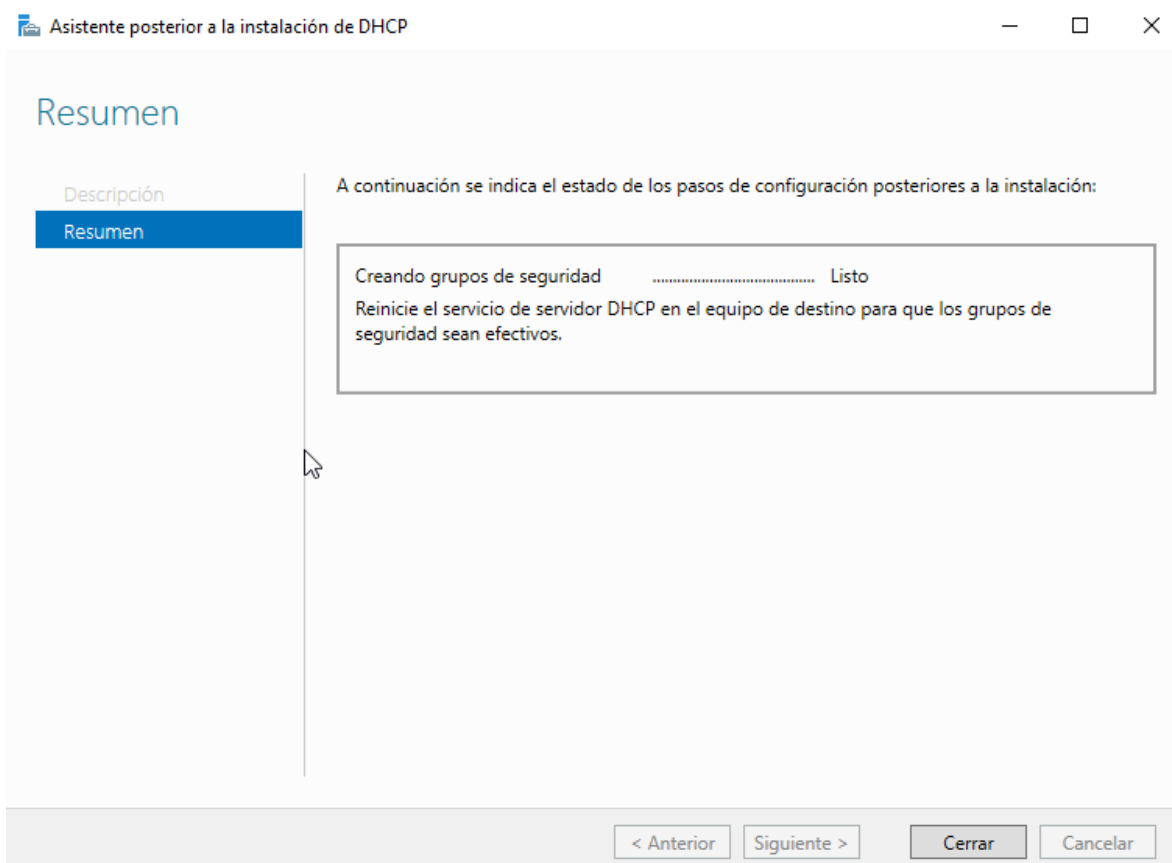 Asistente posterior a la instalación de DHCP
Resumen
Descripción
Resumen
A continuación se indica el estado de los pasos de configuración posteriores a la instalación:
Creando grupos de seguridad ........................................ Listo
Reinicie el servicio de servidor DHCP en el equipo de destino para que los grupos de
seguridad sean efectivos.
< Anterior Siguiente > Cerrar Cancelar